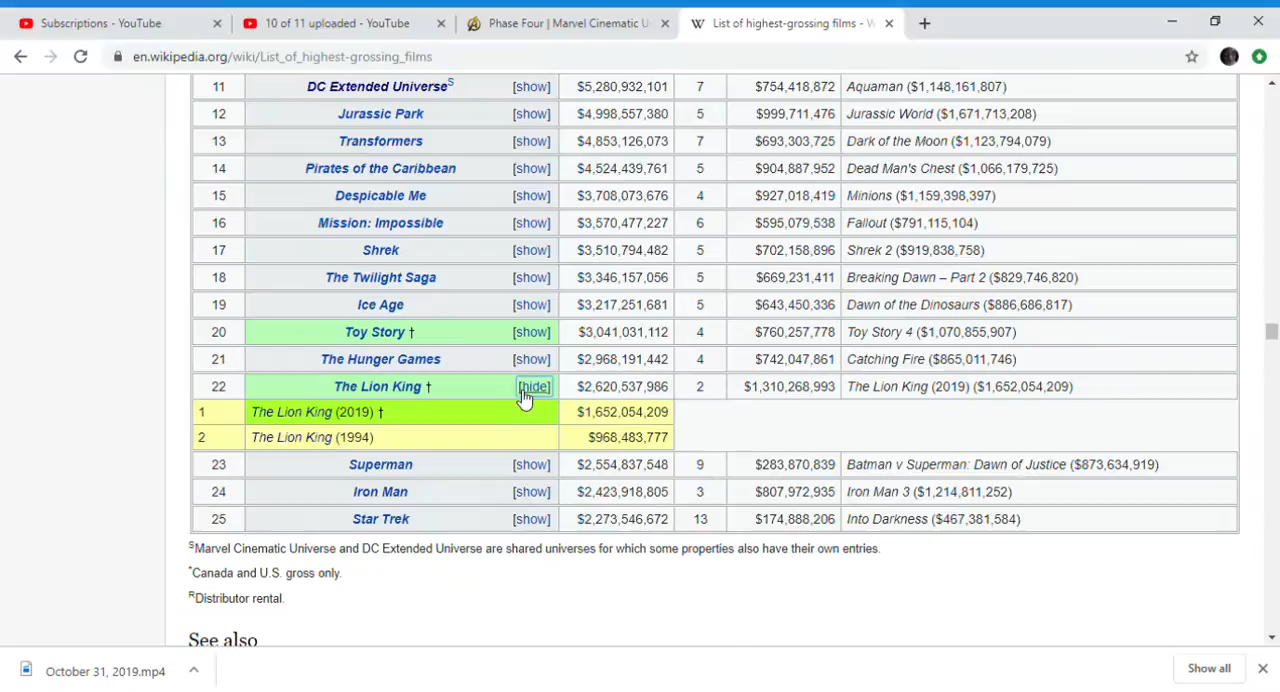 Subscriptions - YouTube
10 of 11 uploaded - YouTube
Phase Four | Marvel Cinematic U
List of highest-grossing films - W
en.wikipedia.org/wiki/List_of_highest-grossing_films
11 DC Extended UniverseS [show] $5,280,932,101 7 $754,418,872 Aquaman ($1,148,161,807)
12 Jurassic Park [show] $4,998,557,380 5 $999,711,476 Jurassic World ($1,671,713,208)
13 Transformers [show] $4,853,126,073 7 $693,303,725 Dark of the Moon ($1,123,794,079)
14 Pirates of the Caribbean [show] $4,524,439,761 5 $904,887,952 Dead Man's Chest ($1,066,179,725)
15 Despicable Me [show] $3,708,073,676 4 $927,018,419 Minions ($1,159,398,397)
16 Mission: Impossible [show] $3,570,477,227 6 $595,079,538 Fallout ($791,115,104)
17 Shrek [show] $3,510,794,482 5 $702,158,896 Shrek 2 ($919,838,758)
18 The Twilight Saga [show] $3,346,157,056 5 $669,231,411 Breaking Dawn – Part 2 ($829,746,820)
19 Ice Age [show] $3,217,251,681 5 $643,450,336 Dawn of the Dinosaurs ($886,686,817)
20 Toy Story † [show] $3,041,031,112 4 $760,257,778 Toy Story 4 ($1,070,855,907)
21 The Hunger Games [show] $2,968,191,442 4 $742,047,861 Catching Fire ($865,011,746)
22 The Lion King † [hide] $2,620,537,986 2 $1,310,268,993 The Lion King (2019) ($1,652,054,209)
1 The Lion King (2019) † $1,652,054,209
2 The Lion King (1994) $968,483,777
23 Superman [show] $2,554,837,548 9 $283,870,839 Batman v Superman: Dawn of Justice ($873,634,919)
24 Iron Man [show] $2,423,918,805 3 $807,972,935 Iron Man 3 ($1,214,811,252)
25 Star Trek [show] $2,273,546,672 13 $174,888,206 Into Darkness ($467,381,584)
SMarvel Cinematic Universe and DC Extended Universe are shared universes for which some properties also have their own entries.
*Canada and U.S. gross only.
RDistributor rental.
See also
October 31, 2019.mp4
Show all